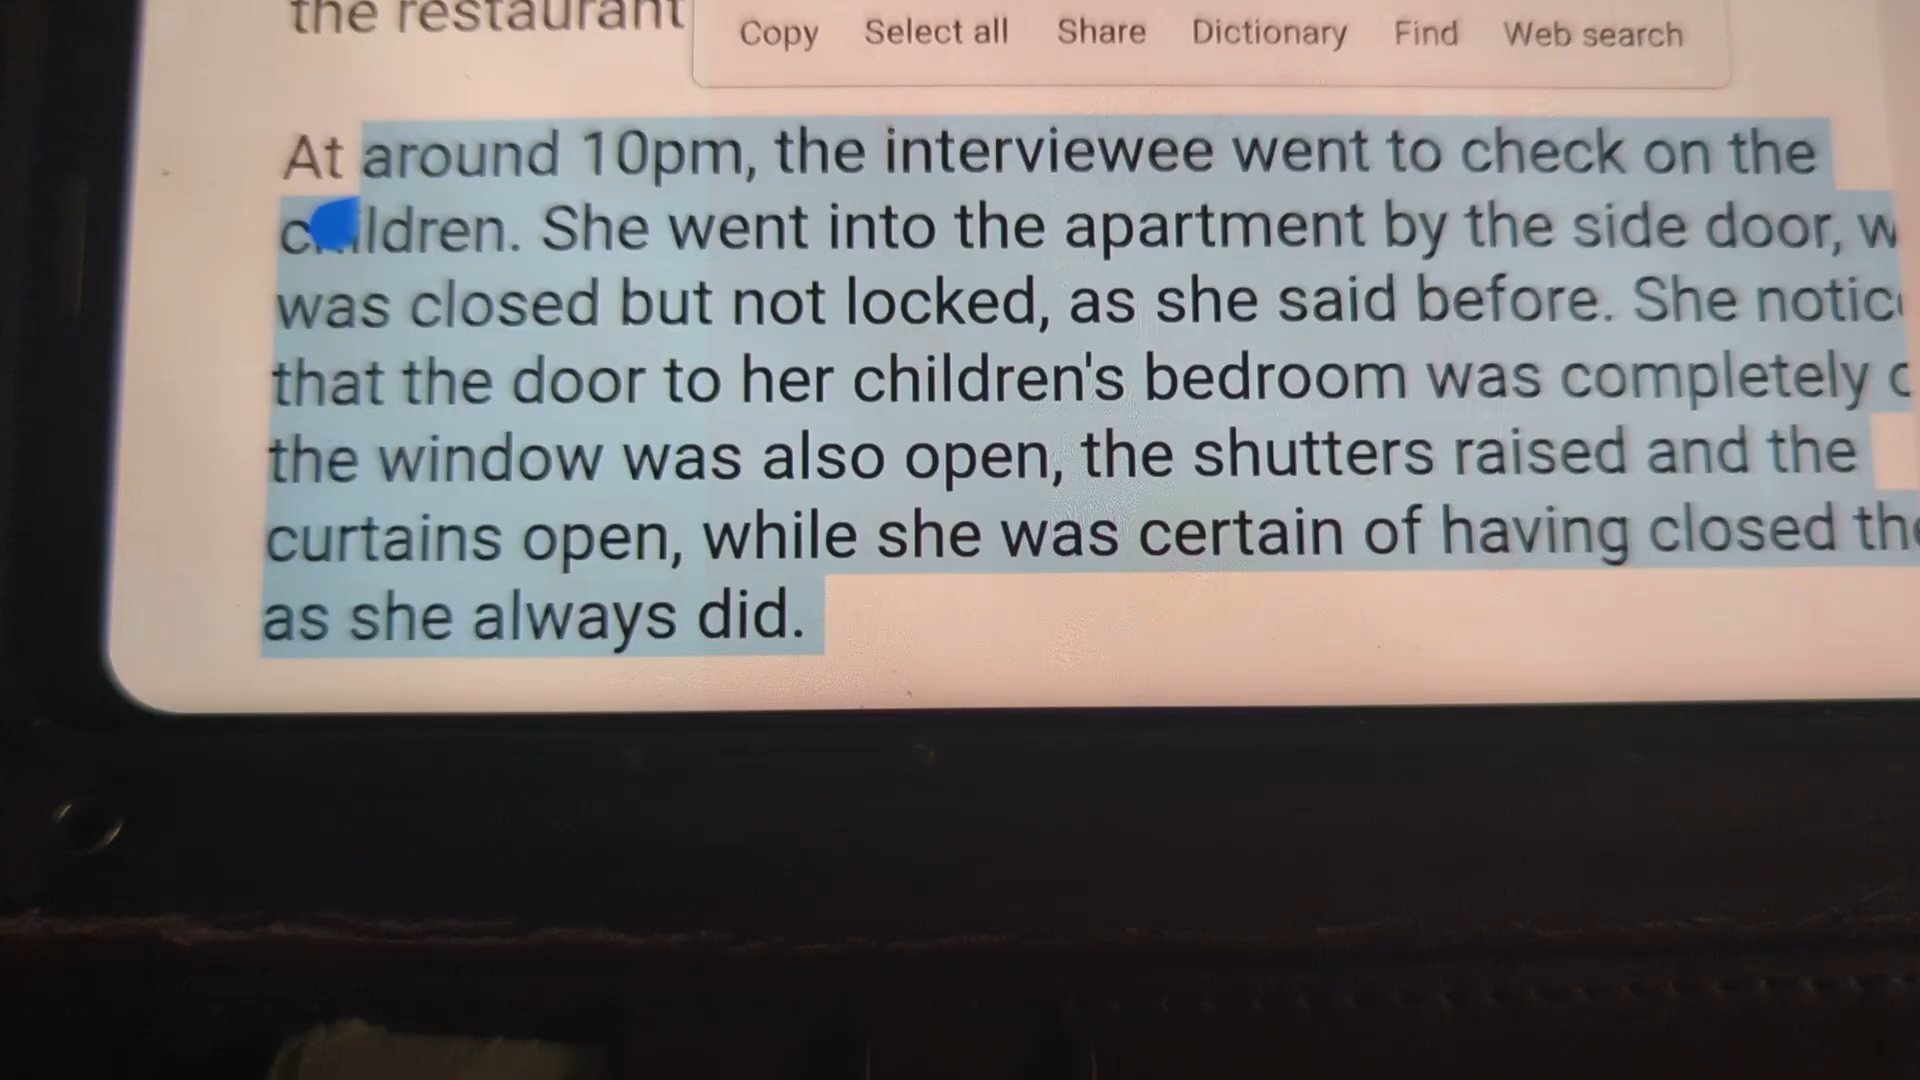 the restaurant
Copy Select all Share Dictionary Find Web search
At around 10pm, the interviewee went to check on the
children. She went into the apartment by the side door,
was closed but not locked, as she said before. She
that the door to her children's bedroom was completely
the window was also open, the shutters raised and the
curtains open, while she was certain of having closed
as she always did.